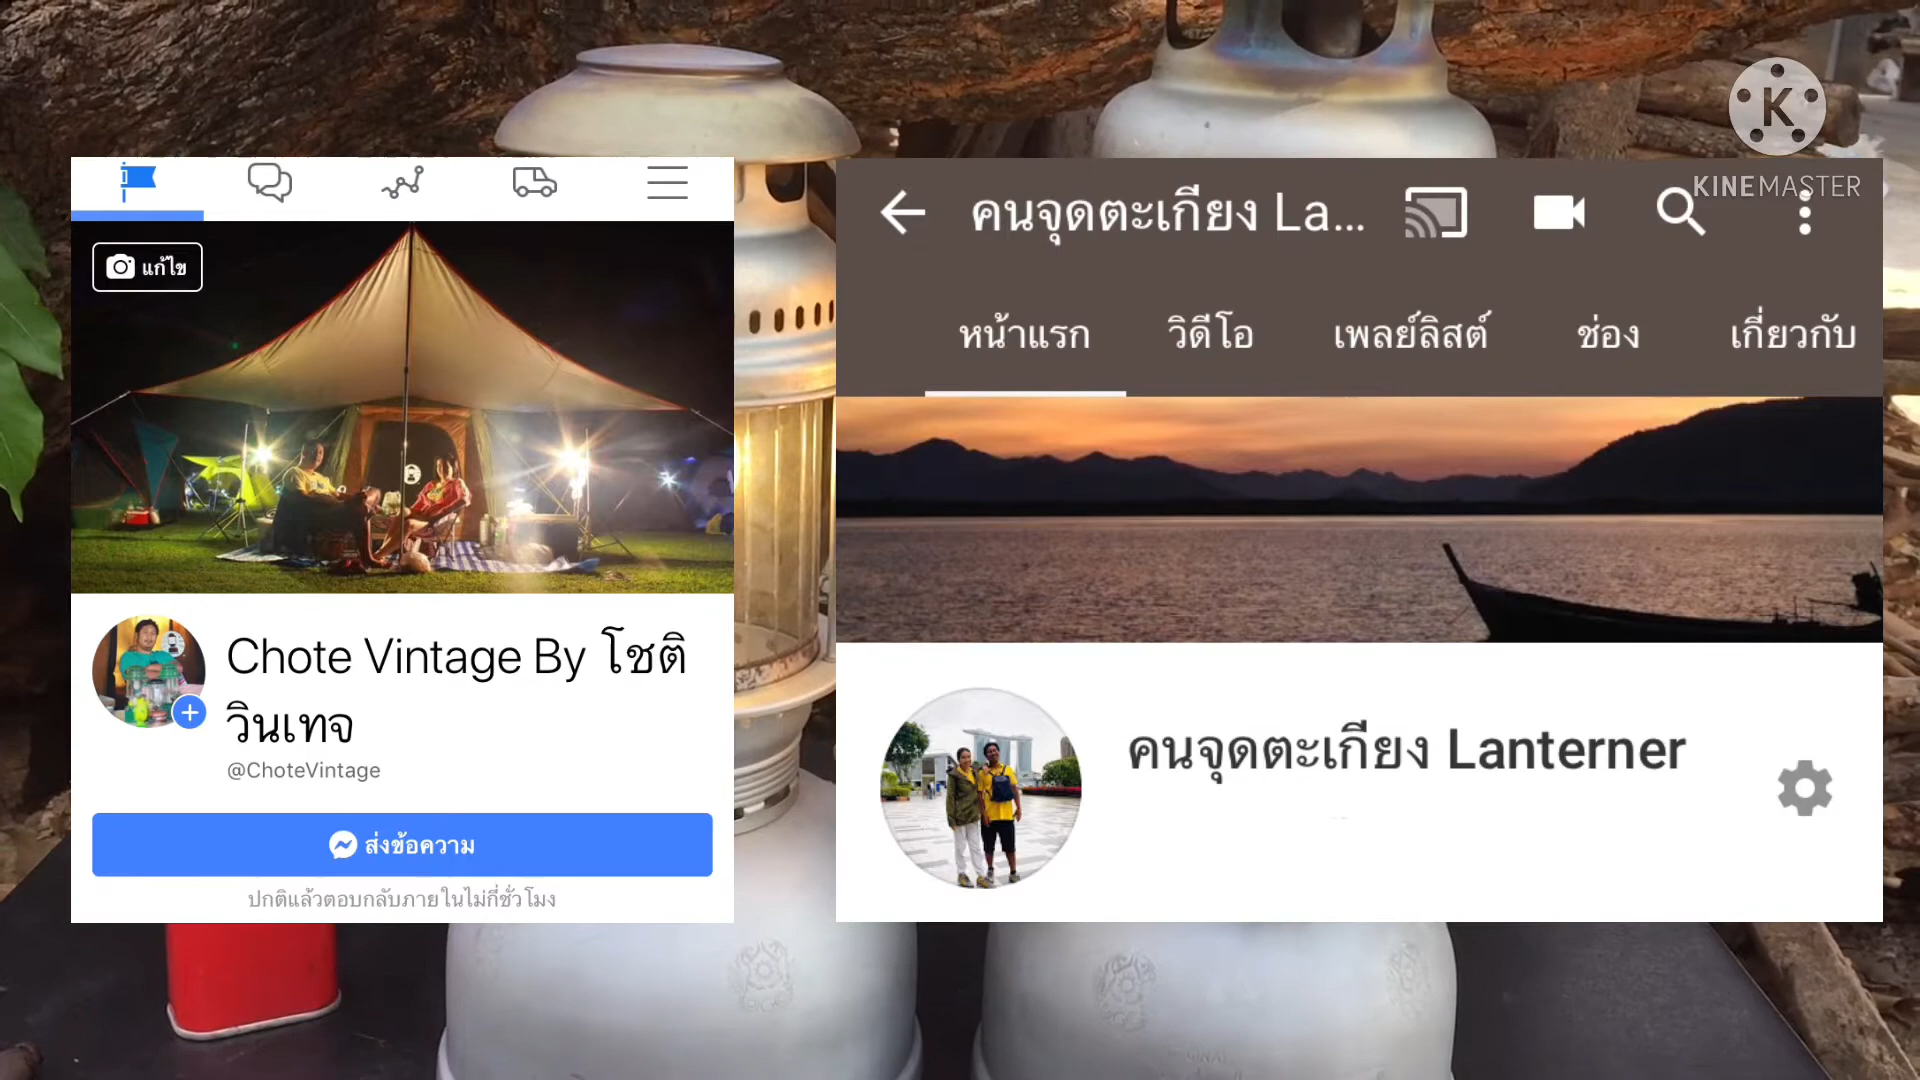 K
KINEMASTER
แก้ไข
Chote Vintage By โชติ
วินเทจ
@ChoteVintage
ส่งข้อความ
ปกติแล้วตอบกลับภายในไม่กี่ชั่วโมง
คนจุดตะเกียง La...
หน้าแรก วิดีโอ เพลย์ลิสต์ ช่อง เกี่ยวกับ
คนจุดตะเกียง Lanterner